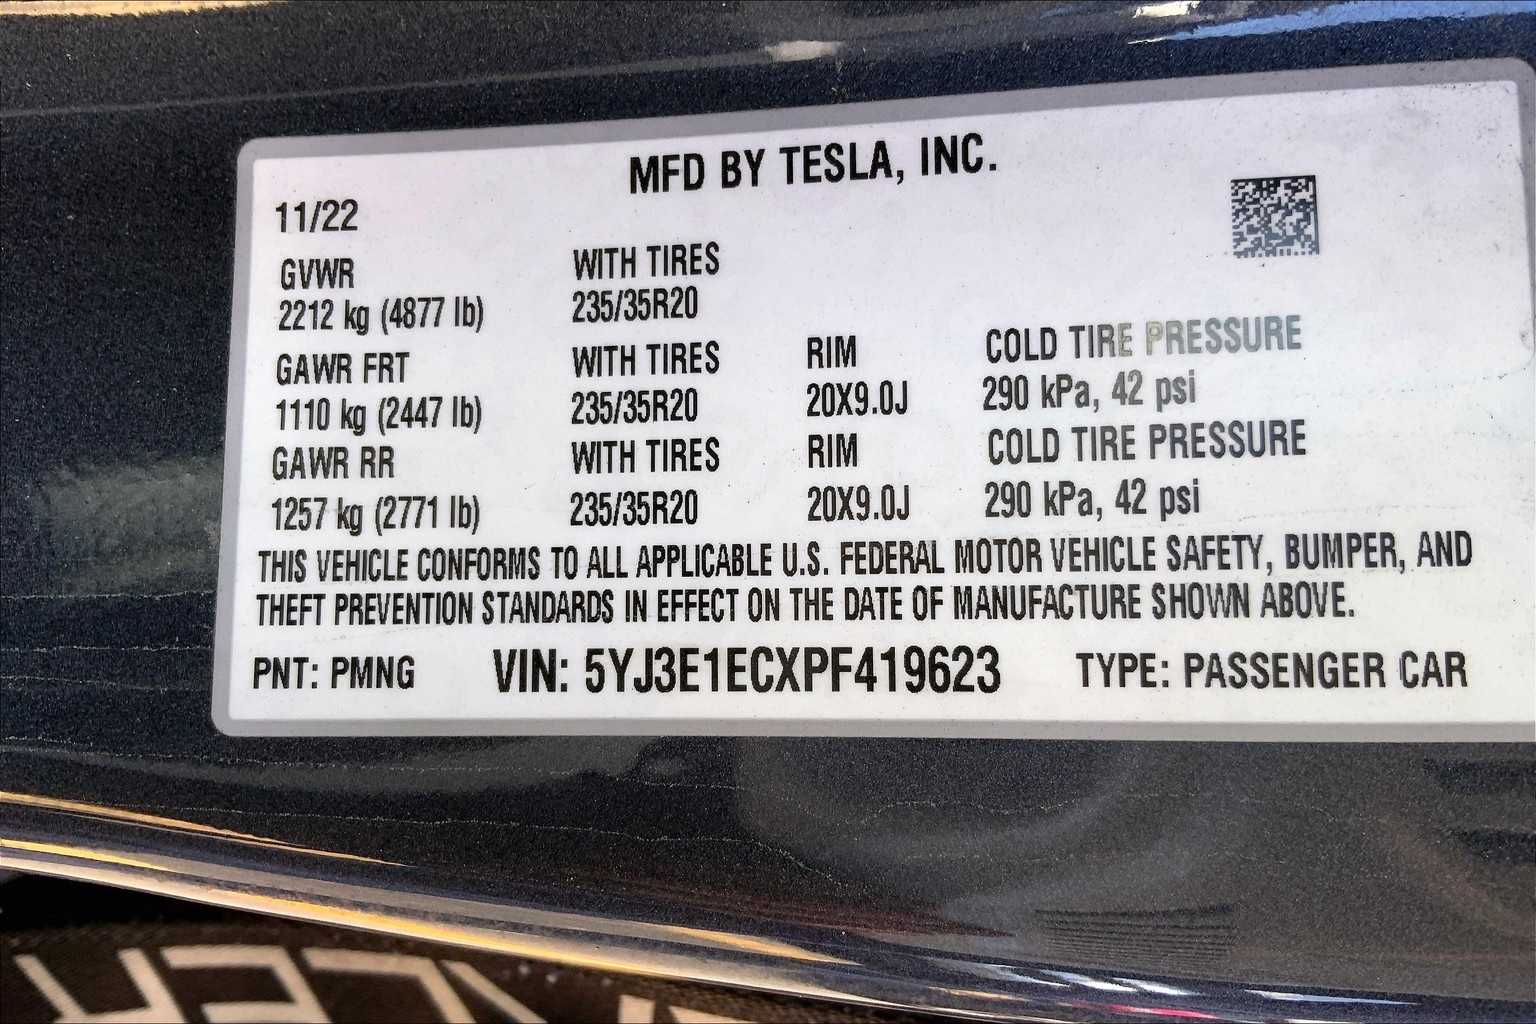 MFD BY TESLA, INC.
11/22
GVWR WITH TIRES
2212 kg (4877 lb) 235/35R20
GAWR FRT WITH TIRES RIM COLD TIRE PRESSURE
1110 kg (2447 lb) 235/35R20 20X9.0J 290 kPa, 42 psi
GAWR RR WITH TIRES RIM COLD TIRE PRESSURE
1257 kg (2771 lb) 235/35R20 20X9.0J 290 kPa, 42 psi
THIS VEHICLE CONFORMS TO ALL APPLICABLE U.S. FEDERAL MOTOR VEHICLE SAFETY, BUMPER, AND
THEFT PREVENTION STANDARDS IN EFFECT ON THE DATE OF MANUFACTURE SHOWN ABOVE.
PNT: PMNG VIN: 5YJ3E1ECXPF419623 TYPE: PASSENGER CAR